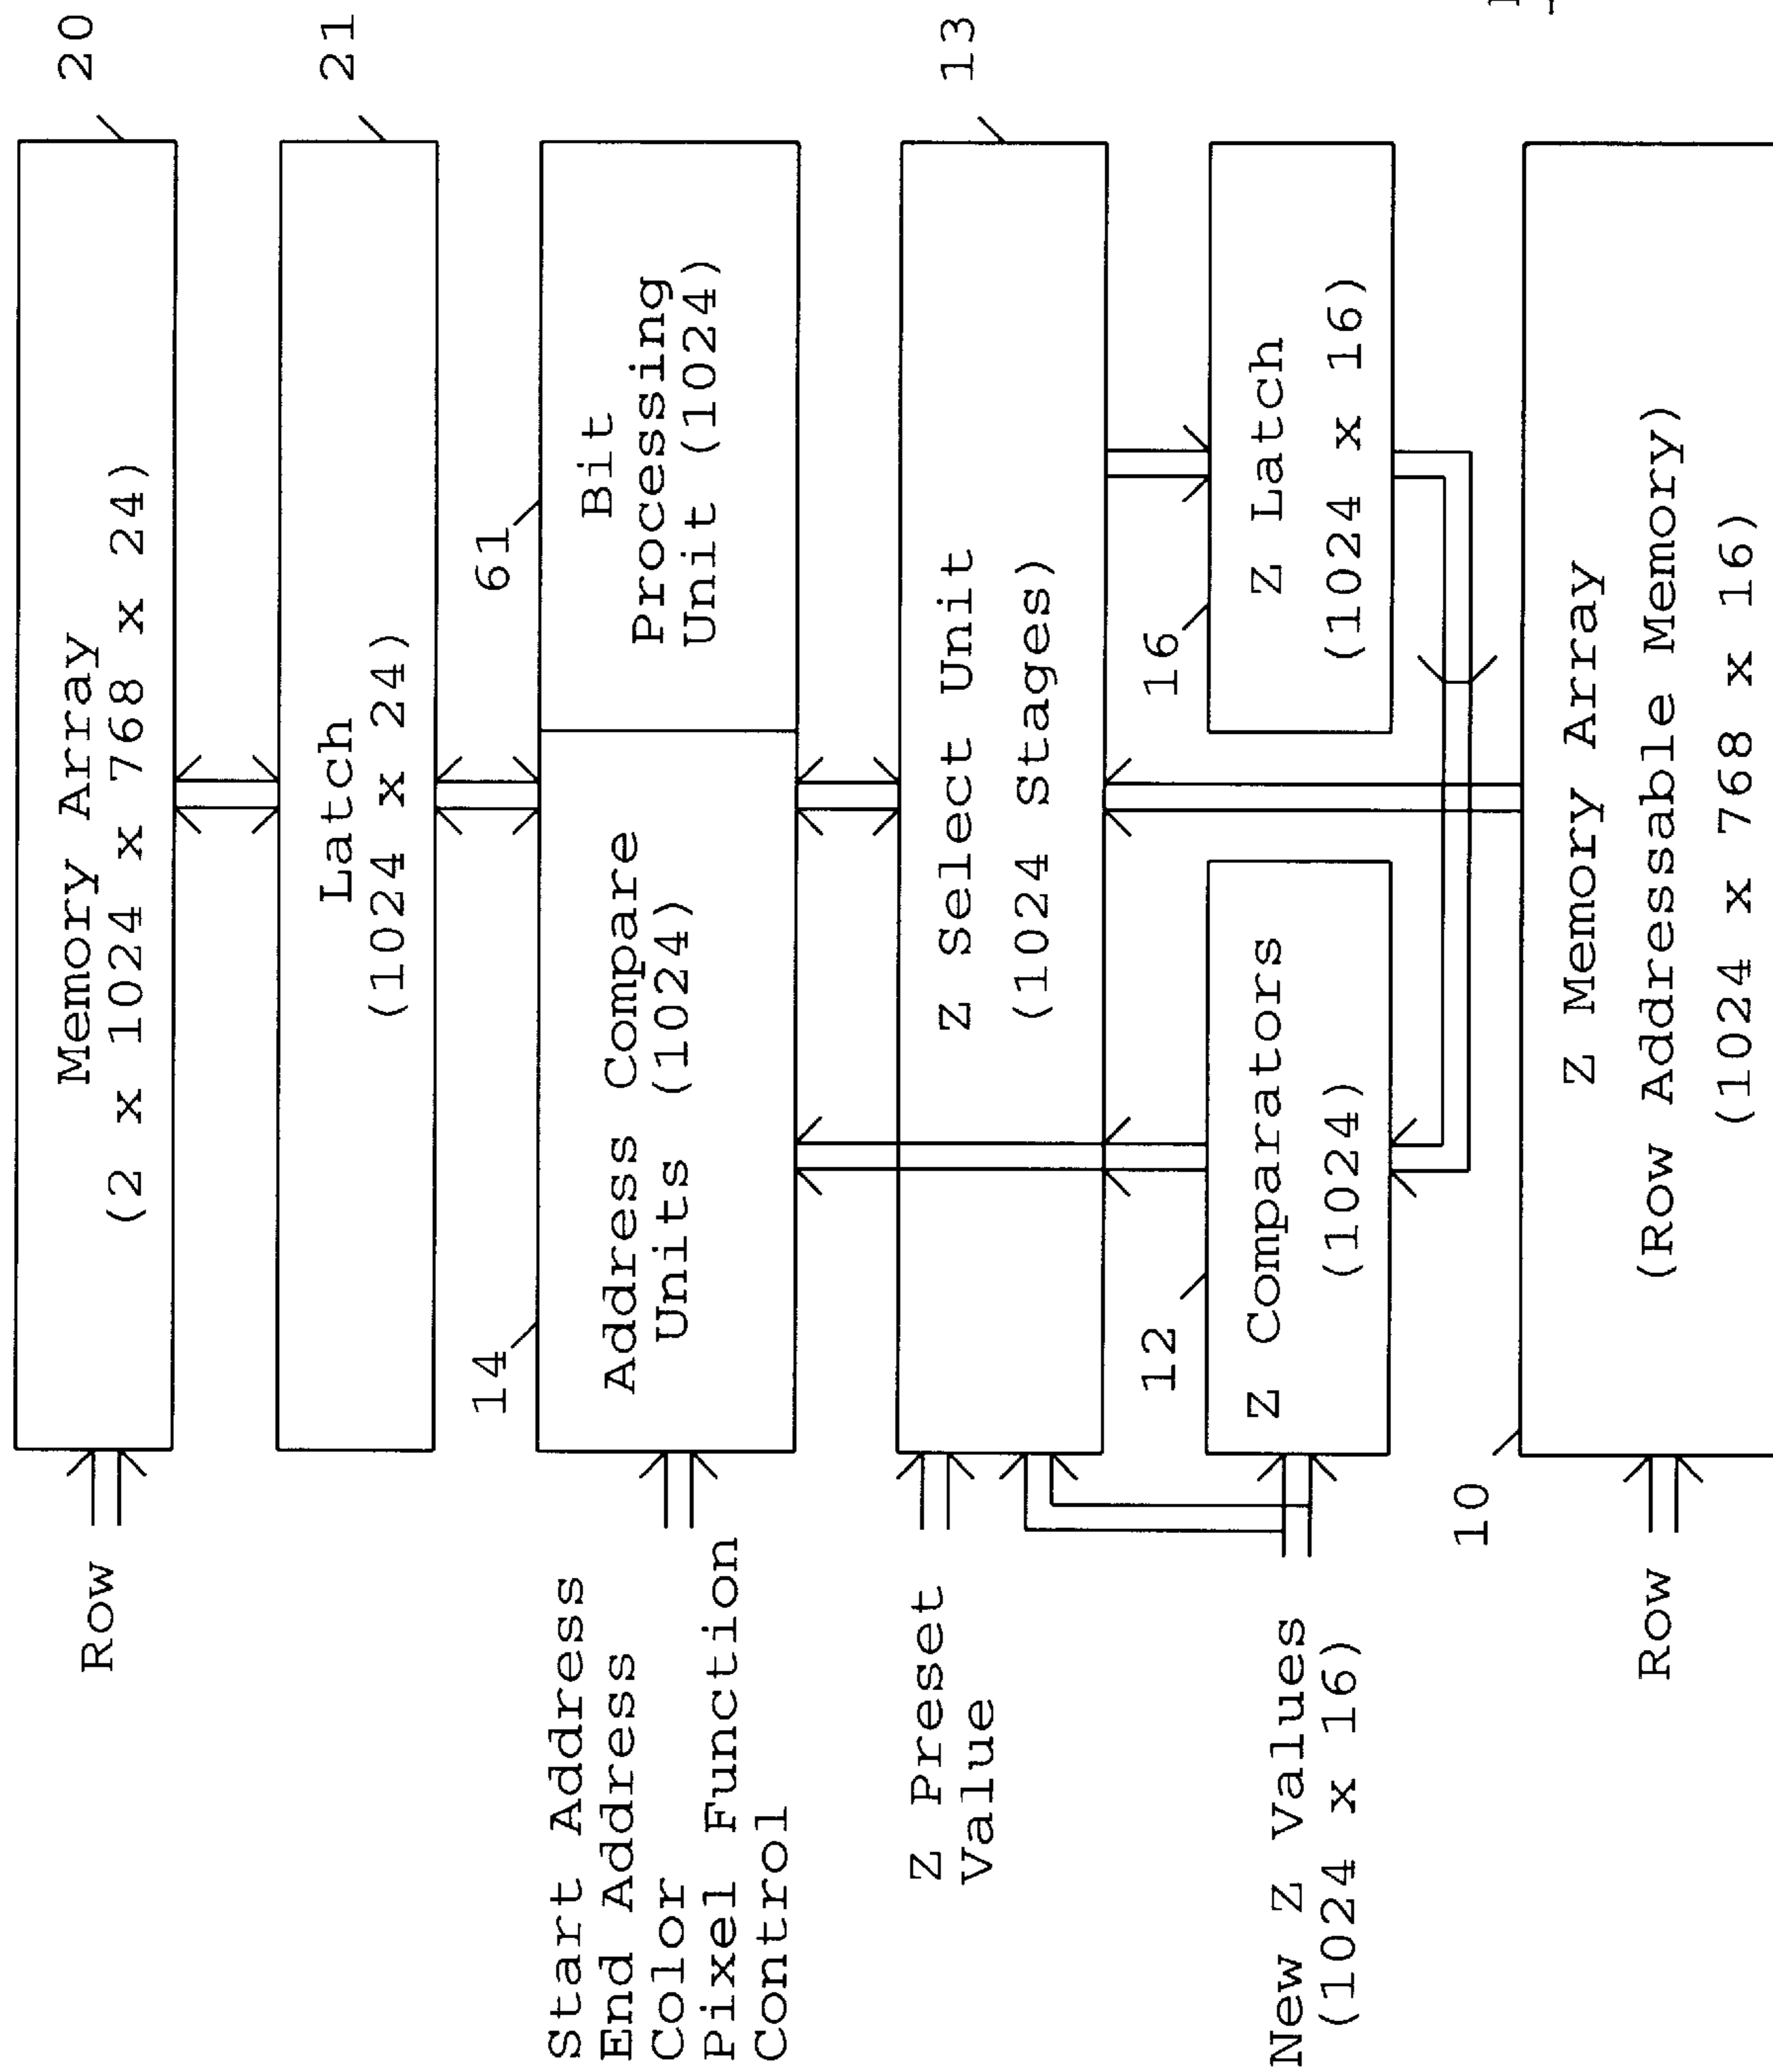 Row
Memory Array
(2 x 1024 x 768 x 24)
20
Latch
(1024 x 24)
21
Start Address
End Address
Color
Pixel Function
Control
14
Address Compare
Units (1024)
61
Bit
Processing
Unit (1024)
Z Preset
Value
Z Select Unit
(1024 Stages)
13
New Z Values
(1024 x 16)
12
Z Comparators
(1024)
16
Z Latch
(1024 x 16)
10
Row
Z Memory Array
(Row Addressable Memory)
(1024 x 768 x 16)